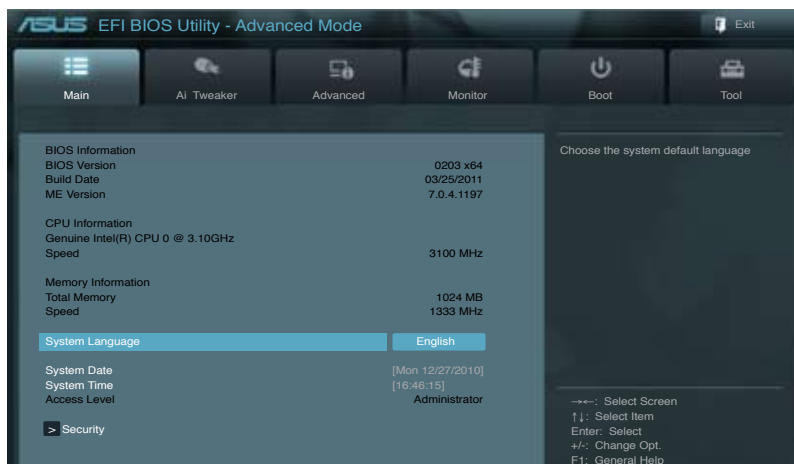 ASUS EFI BIOS Utility - Advanced Mode
Exit
Main Ai Tweaker Advanced Monitor Boot Tool
BIOS Information
BIOS Version 0203 x64
Build Date 03/25/2011
ME Version 7.0.4.1197
CPU Information
Genuine Intel(R) CPU 0 @ 3.10GHz
Speed 3100 MHz
Memory Information
Total Memory 1024 MB
Speed 1333 MHz
System Language English
System Date [Mon 12/27/2010]
System Time [16:46:15]
Access Level Administrator
> Security
Choose the system default language
→←: Select Screen
↑↓: Select Item
Enter: Select
+/-: Change Opt.
F1: General Help